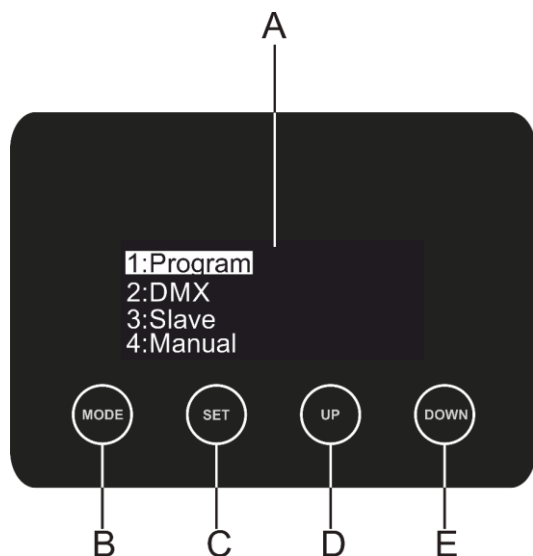 A
1:Program
2:DMX
3:Slave
4:Manual
MODE SET UP DOWN
B C D E